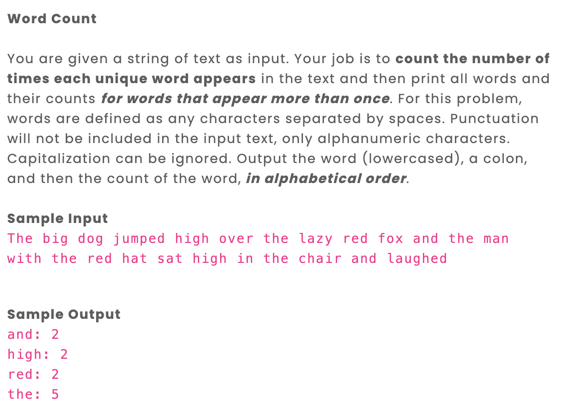 Word Count
You are given a string of text as input. Your job is to count the number of
times each unique word appears in the text and then print all words and
their counts for words that appear more than once. For this problem,
words are defined as any characters separated by spaces. Punctuation
will not be included in the input text, only alphanumeric characters.
Capitalization can be ignored. Output the word (lowercased), a colon,
and then the count of the word, in alphabetical order.
Sample Input
The big dog jumped high over the lazy red fox and the man
with the red hat sat high in the chair and laughed
Sample Output
and: 2
high: 2
red: 2
the: 5